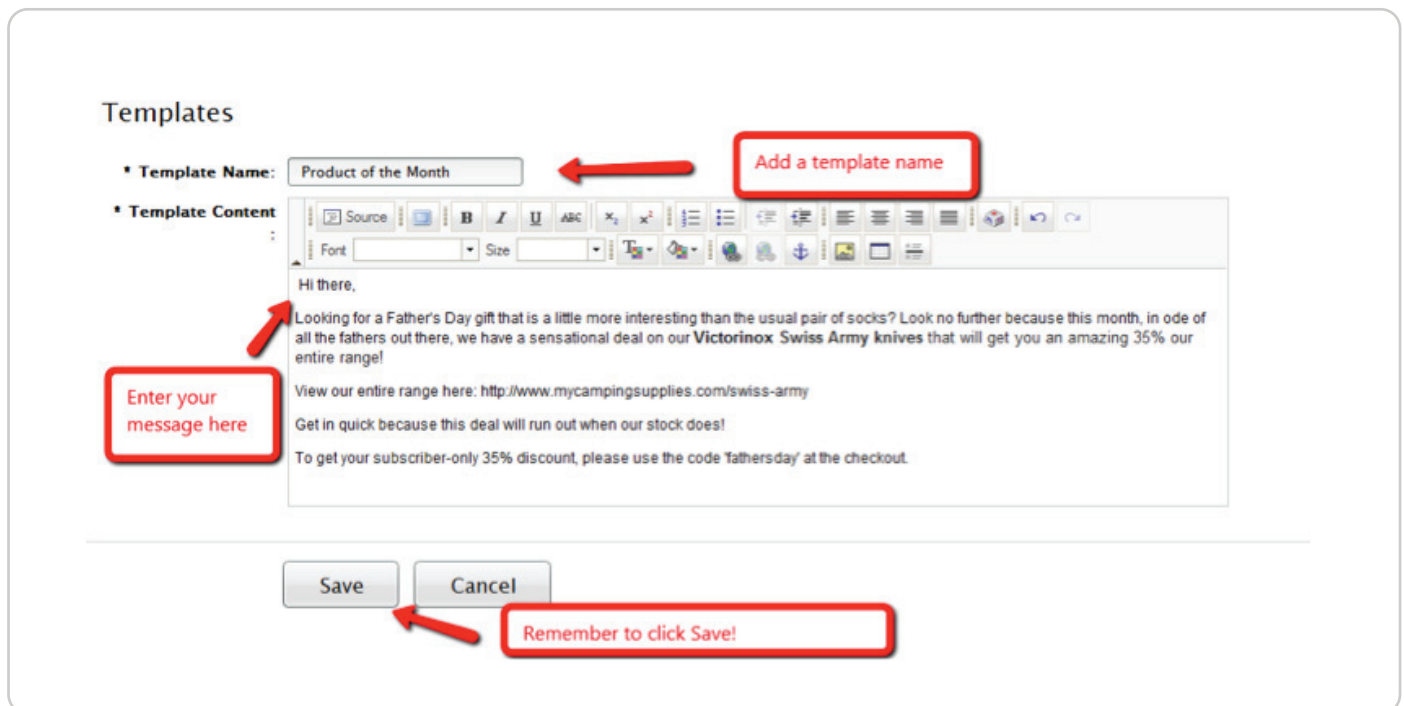 Templates
* Template Name:
Product of the Month
Add a template name
* Template Content
:
Source
B I U ABC x₂ x²
Font
Size
T
Hi there,
Looking for a Father's Day gift that is a little more interesting than the usual pair of socks? Look no further because this month, in ode of
all the fathers out there, we have a sensational deal on our Victorinox Swiss Army knives that will get you an amazing 35% our
entire range!
Enter your
message here
View our entire range here: http://www.mycampingsupplies.com/swiss-army
Get in quick because this deal will run out when our stock does!
To get your subscriber-only 35% discount, please use the code 'fathersday' at the checkout.
Save
Cancel
Remember to click Save!